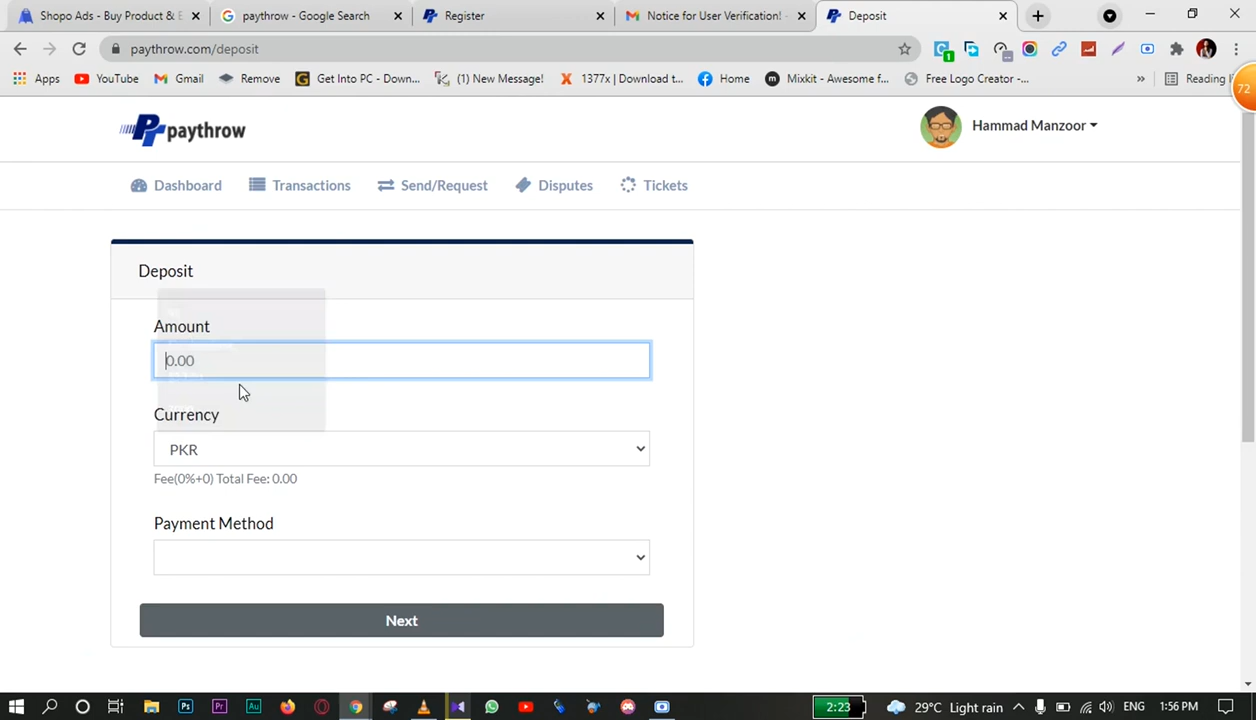 Shopo Ads - Buy Product & E
paythrow - Google Search
Register
Notice for User Verification! -
Deposit
paythrow.com/deposit
Apps
YouTube
Gmail
Remove
Get Into PC - Down...
(1) New Message!
1377x | Download t...
Home
Mixkit - Awesome f...
Free Logo Creator -...
»
Reading
72
paythrow
Hammad Manzoor
Dashboard
Transactions
Send/Request
Disputes
Tickets
Deposit
Amount
0.00
Currency
PKR
Fee(0%+0) Total Fee: 0.00
Payment Method
Next
2:23
29°C Light rain
ENG
1:56 PM